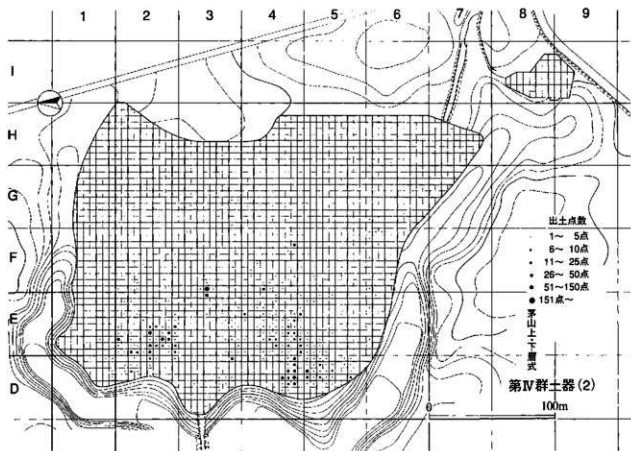 1 2 3 4 5 6 7 8 9
I
H
G
F
E
D
出土点数
1～ 5点
6～ 10点
11～ 25点
26～ 50点
51～150点
151点～
茅山上・下層式
第Ⅳ群土器(2)
0 100m